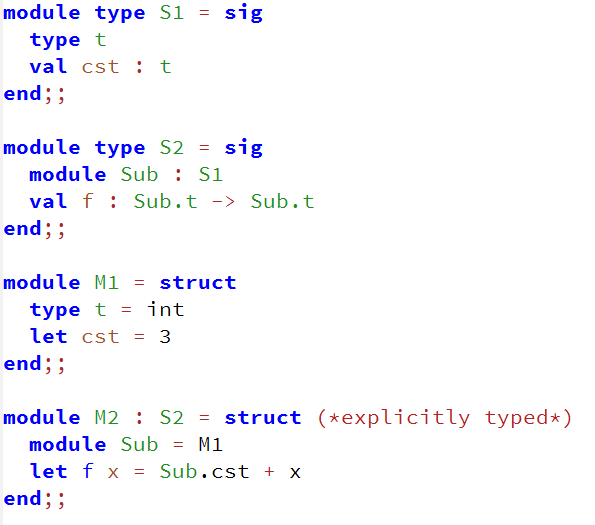 module type S1 = sig
  type t
  val cst : t
end;;

module type S2 = sig
  module Sub : S1
  val f : Sub.t -> Sub.t
end;;

module M1 = struct
  type t = int
  let cst = 3
end;;

module M2 : S2 = struct (*explicitly typed*)
  module Sub = M1
  let f x = Sub.cst + x
end;;